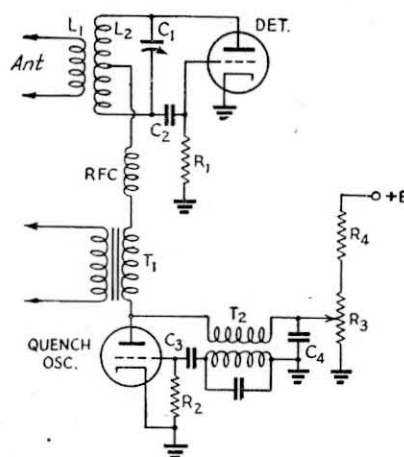 L1 L2 C1 DET.
Ant
C2
R1
RFC
+B
R4
T1
T2
R3
QUENCH OSC.
C3
C4
R2